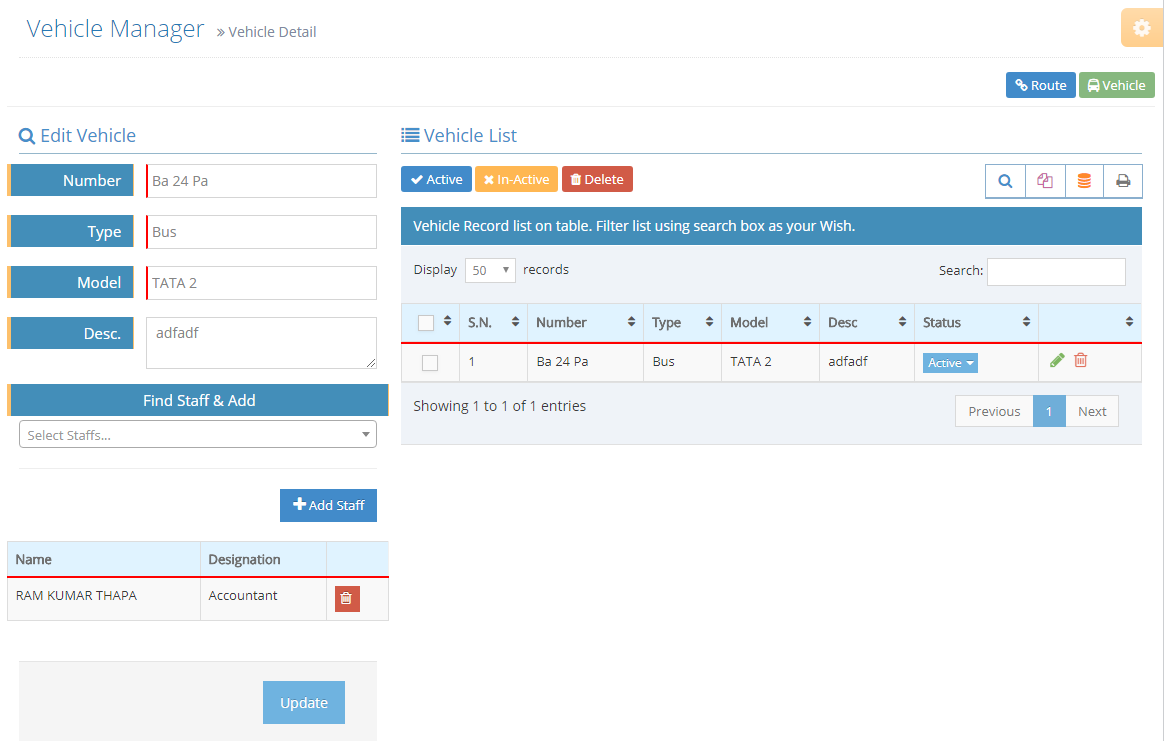 Vehicle Manager » Vehicle Detail
Route Vehicle
Edit Vehicle
Number Ba 24 Pa
Type Bus
Model TATA 2
Desc. adfadf
Find Staff & Add
Select Staffs...
Add Staff
Name Designation
RAM KUMAR THAPA Accountant
Update
Vehicle List
Active In-Active Delete
Vehicle Record list on table. Filter list using search box as your Wish.
Display 50 records Search:
S.N. Number Type Model Desc Status
1 Ba 24 Pa Bus TATA 2 adfadf Active
Showing 1 to 1 of 1 entries
Previous 1 Next